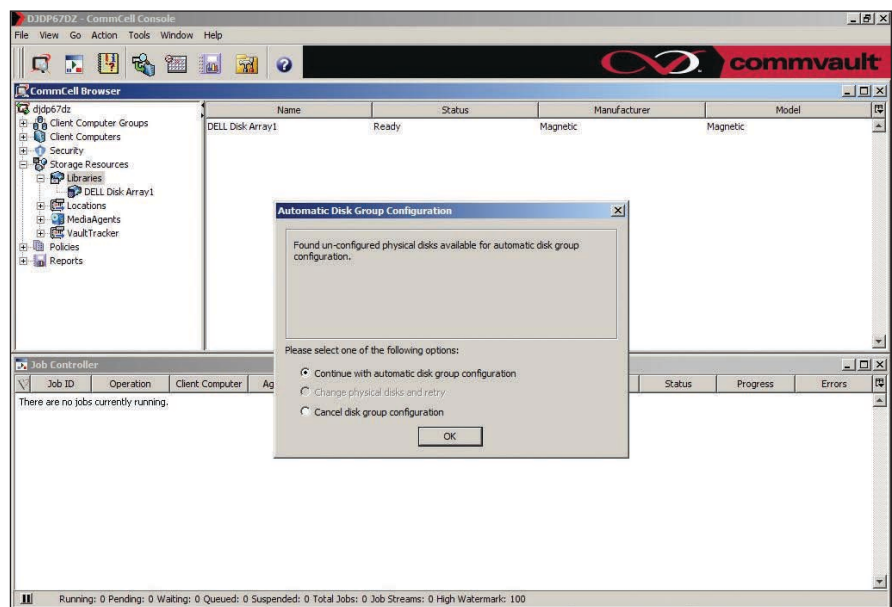 DJDP67DZ - CommCell Console
File View Go Action Tools Window Help
commvault
CommCell Browser
djdp67dz
Client Computer Groups
Client Computers
Security
Storage Resources
Libraries
DELL Disk Array1
Locations
MediaAgents
VaultTracker
Policies
Reports
Name Status Manufacturer Model
DELL Disk Array1 Ready Magnetic Magnetic
Automatic Disk Group Configuration
Found un-configured physical disks available for automatic disk group
configuration.
Please select one of the following options:
Continue with automatic disk group configuration
Change physical disks and retry
Cancel disk group configuration
OK
Job Controller
Job ID Operation Client Computer Ag Status Progress Errors
There are no jobs currently running.
Running: 0 Pending: 0 Waiting: 0 Queued: 0 Suspended: 0 Total Jobs: 0 Job Streams: 0 High Watermark: 100